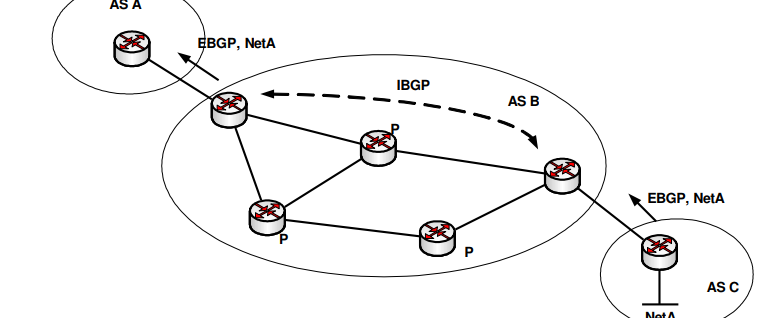 AS A
EBGP, NetA
IBGP
AS B
P
EBGP, NetA
P
P
AS C
NetA